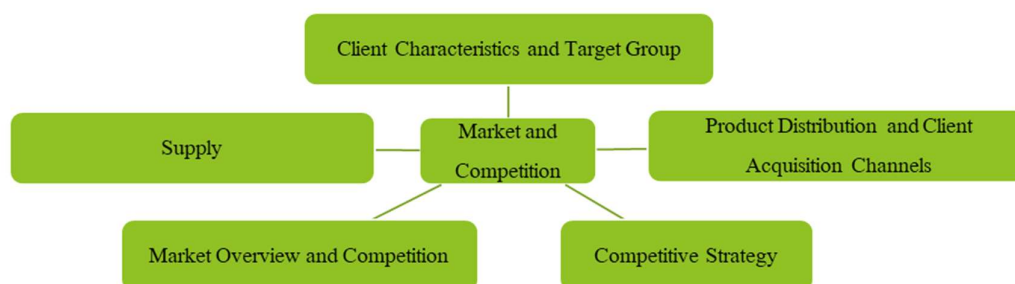 Client Characteristics and Target Group
Supply
Market and
Competition
Product Distribution and Client
Acquisition Channels
Market Overview and Competition
Competitive Strategy